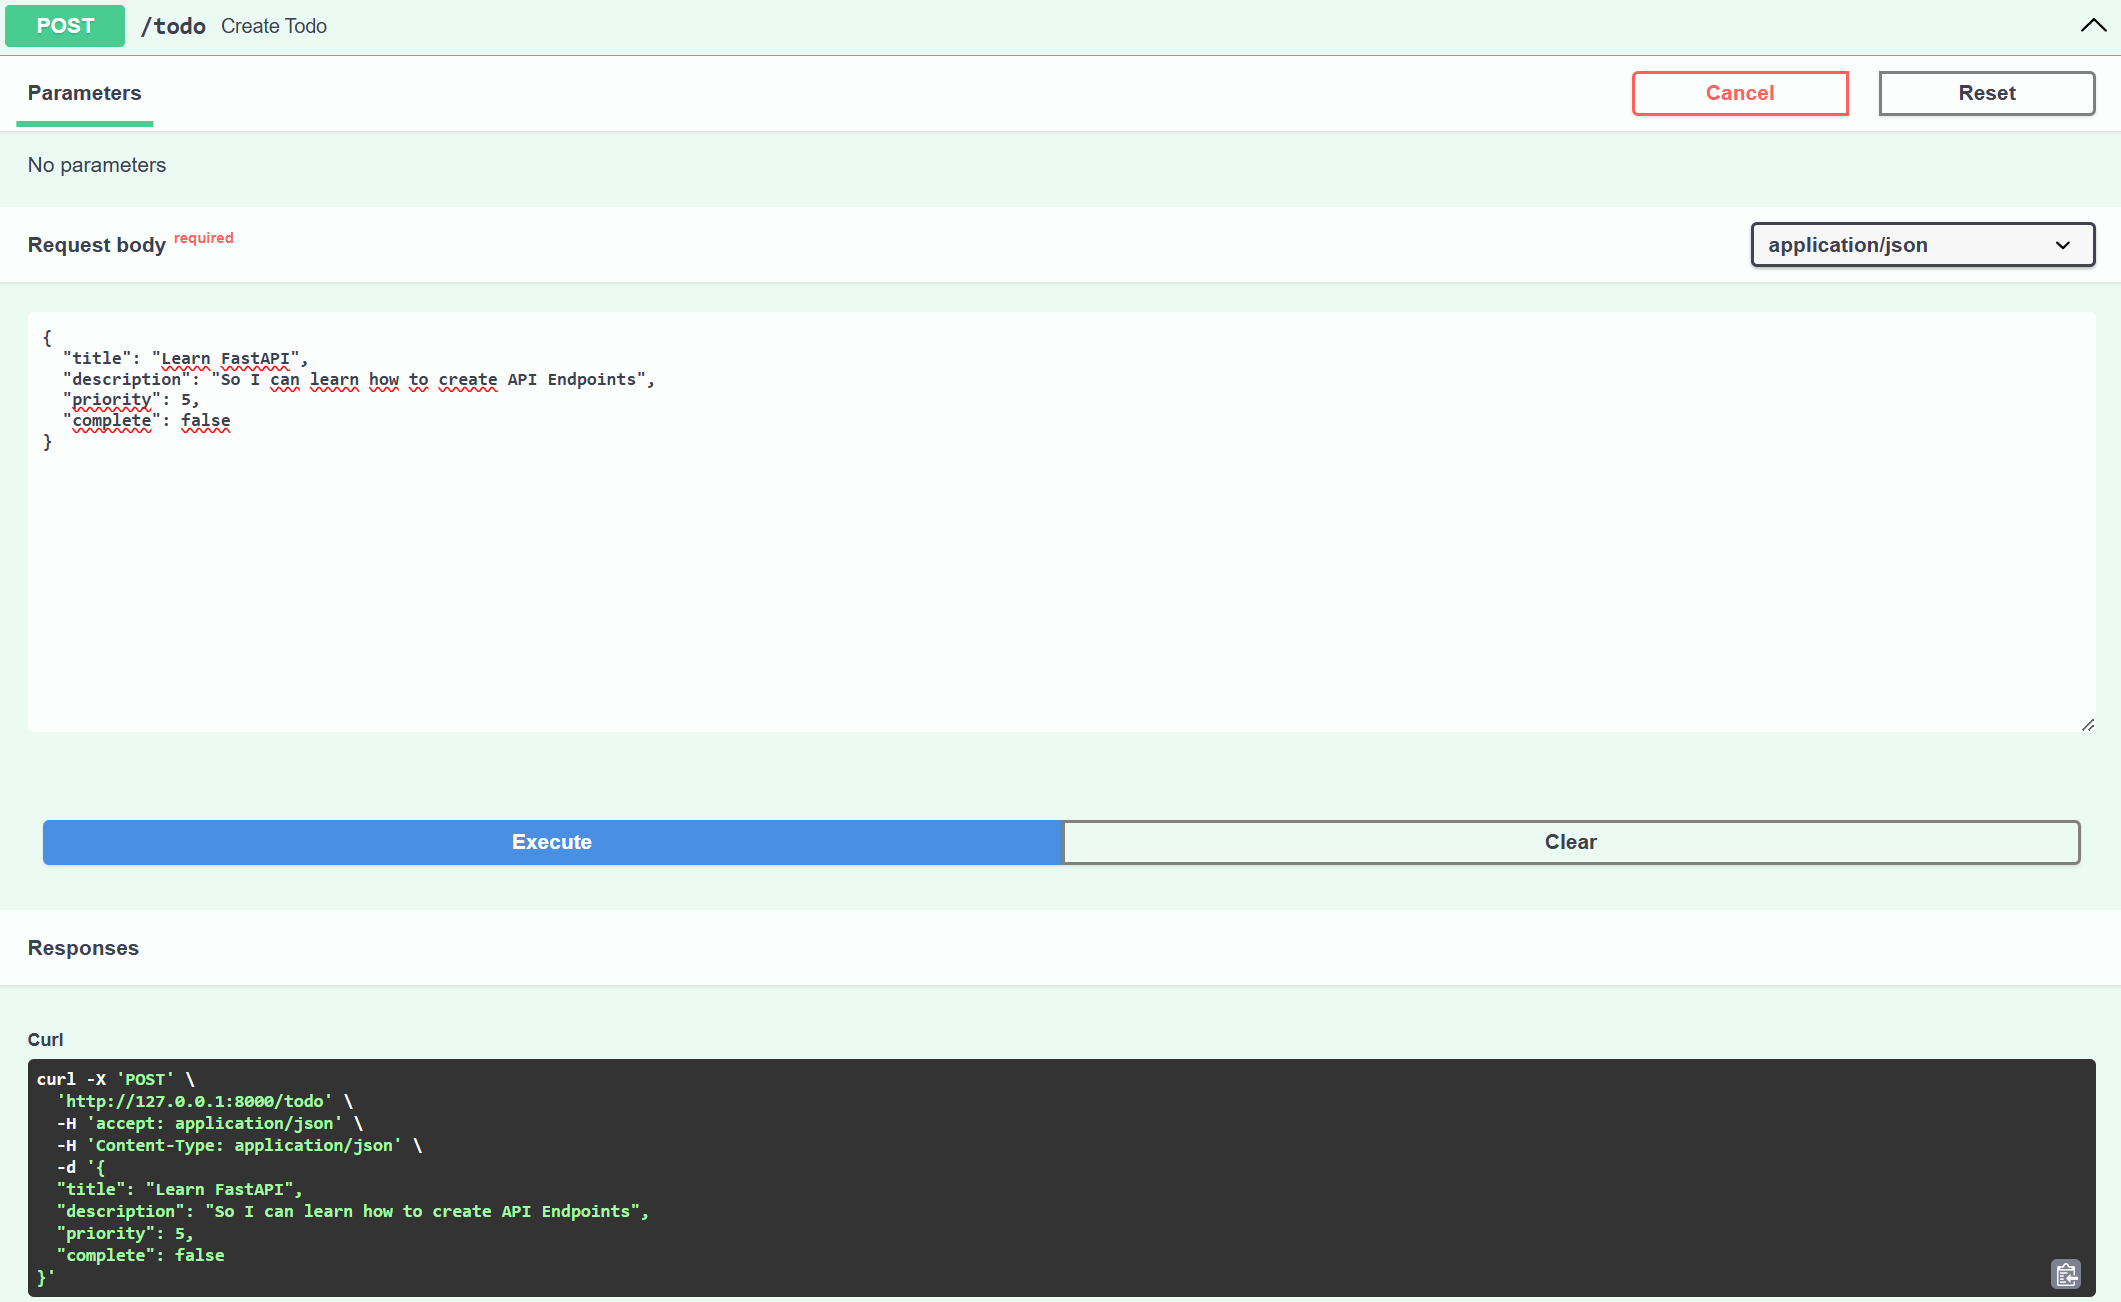 POST /todo Create Todo
Parameters
Cancel
Reset
No parameters
Request body required
application/json
{
  "title": "Learn FastAPI",
  "description": "So I can learn how to create API Endpoints",
  "priority": 5,
  "complete": false
}
Execute
Clear
Responses
Curl
curl -X 'POST' \
  'http://127.0.0.1:8000/todo' \
  -H 'accept: application/json' \
  -H 'Content-Type: application/json' \
  -d '{
  "title": "Learn FastAPI",
  "description": "So I can learn how to create API Endpoints",
  "priority": 5,
  "complete": false
}'